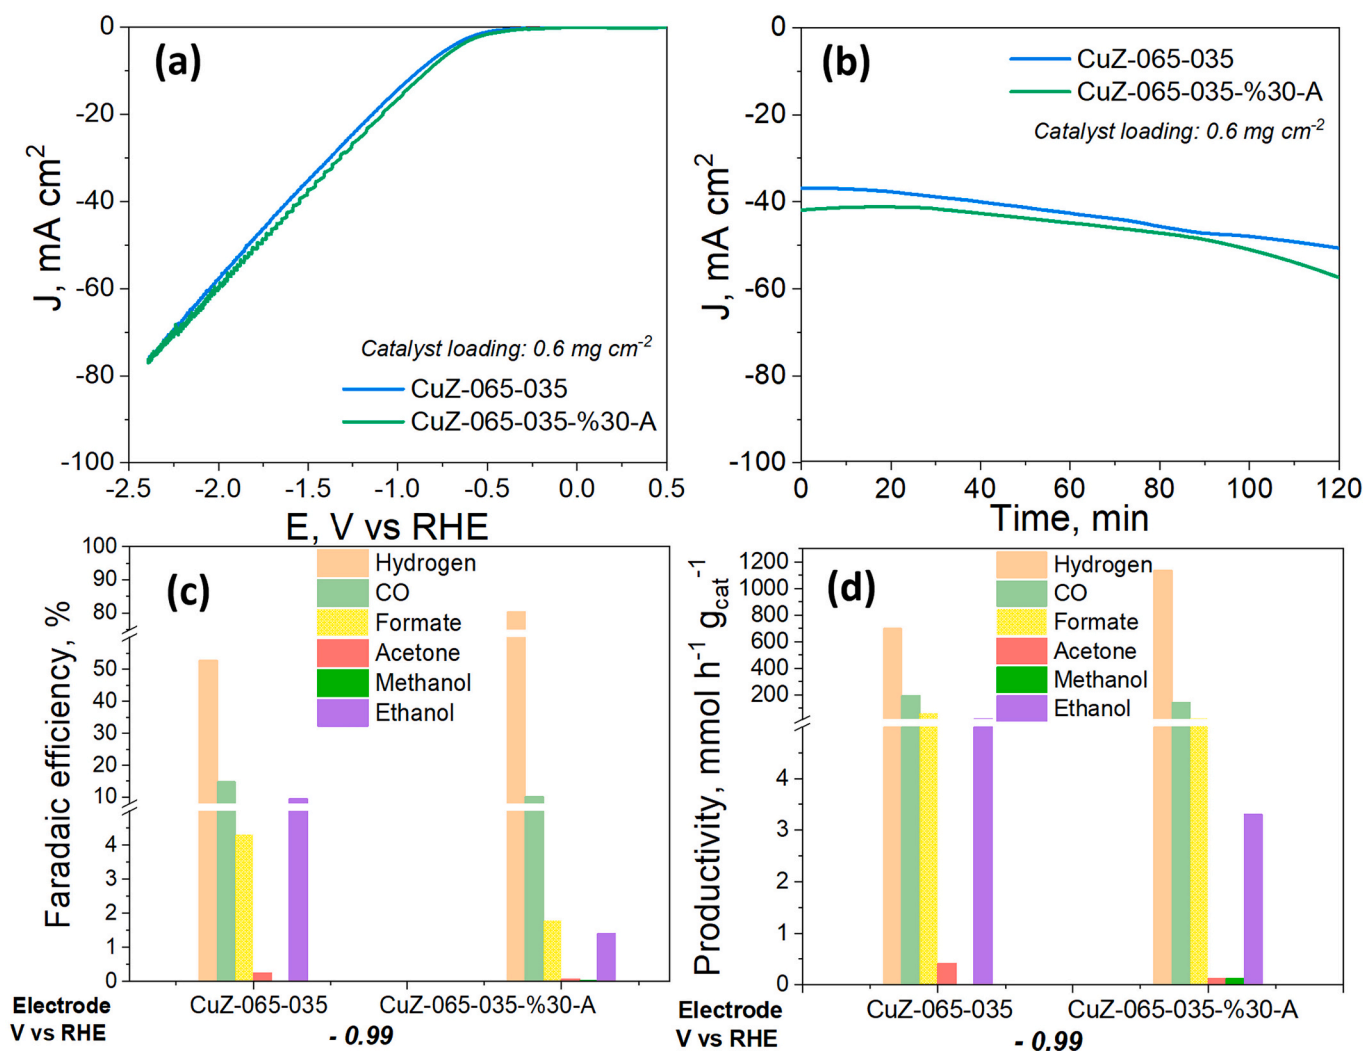 (a)
0
-20
-40
-60
-80
-100
J, mA cm2
Catalyst loading: 0.6 mg cm-2
CuZ-065-035
CuZ-065-035-%30-A
-2.5 -2.0 -1.5 -1.0 -0.5 0.0 0.5
E, V vs RHE
(b)
0
-20
-40
-60
-80
-100
J, mA cm2
CuZ-065-035
CuZ-065-035-%30-A
Catalyst loading: 0.6 mg cm-2
0 20 40 60 80 100 120
Time, min
(c)
100
90
80
50
40
30
20
15
10
4
3
2
1
0
Faradaic efficiency, %
Hydrogen
CO
Formate
Acetone
Methanol
Ethanol
CuZ-065-035 CuZ-065-035-%30-A
Electrode
V vs RHE
- 0.99
(d)
1200
1000
800
600
400
200
4
3
2
1
0
Productivity, mmol h-1 gcat-1
Hydrogen
CO
Formate
Acetone
Methanol
Ethanol
CuZ-065-035 CuZ-065-035-%30-A
Electrode
V vs RHE
- 0.99